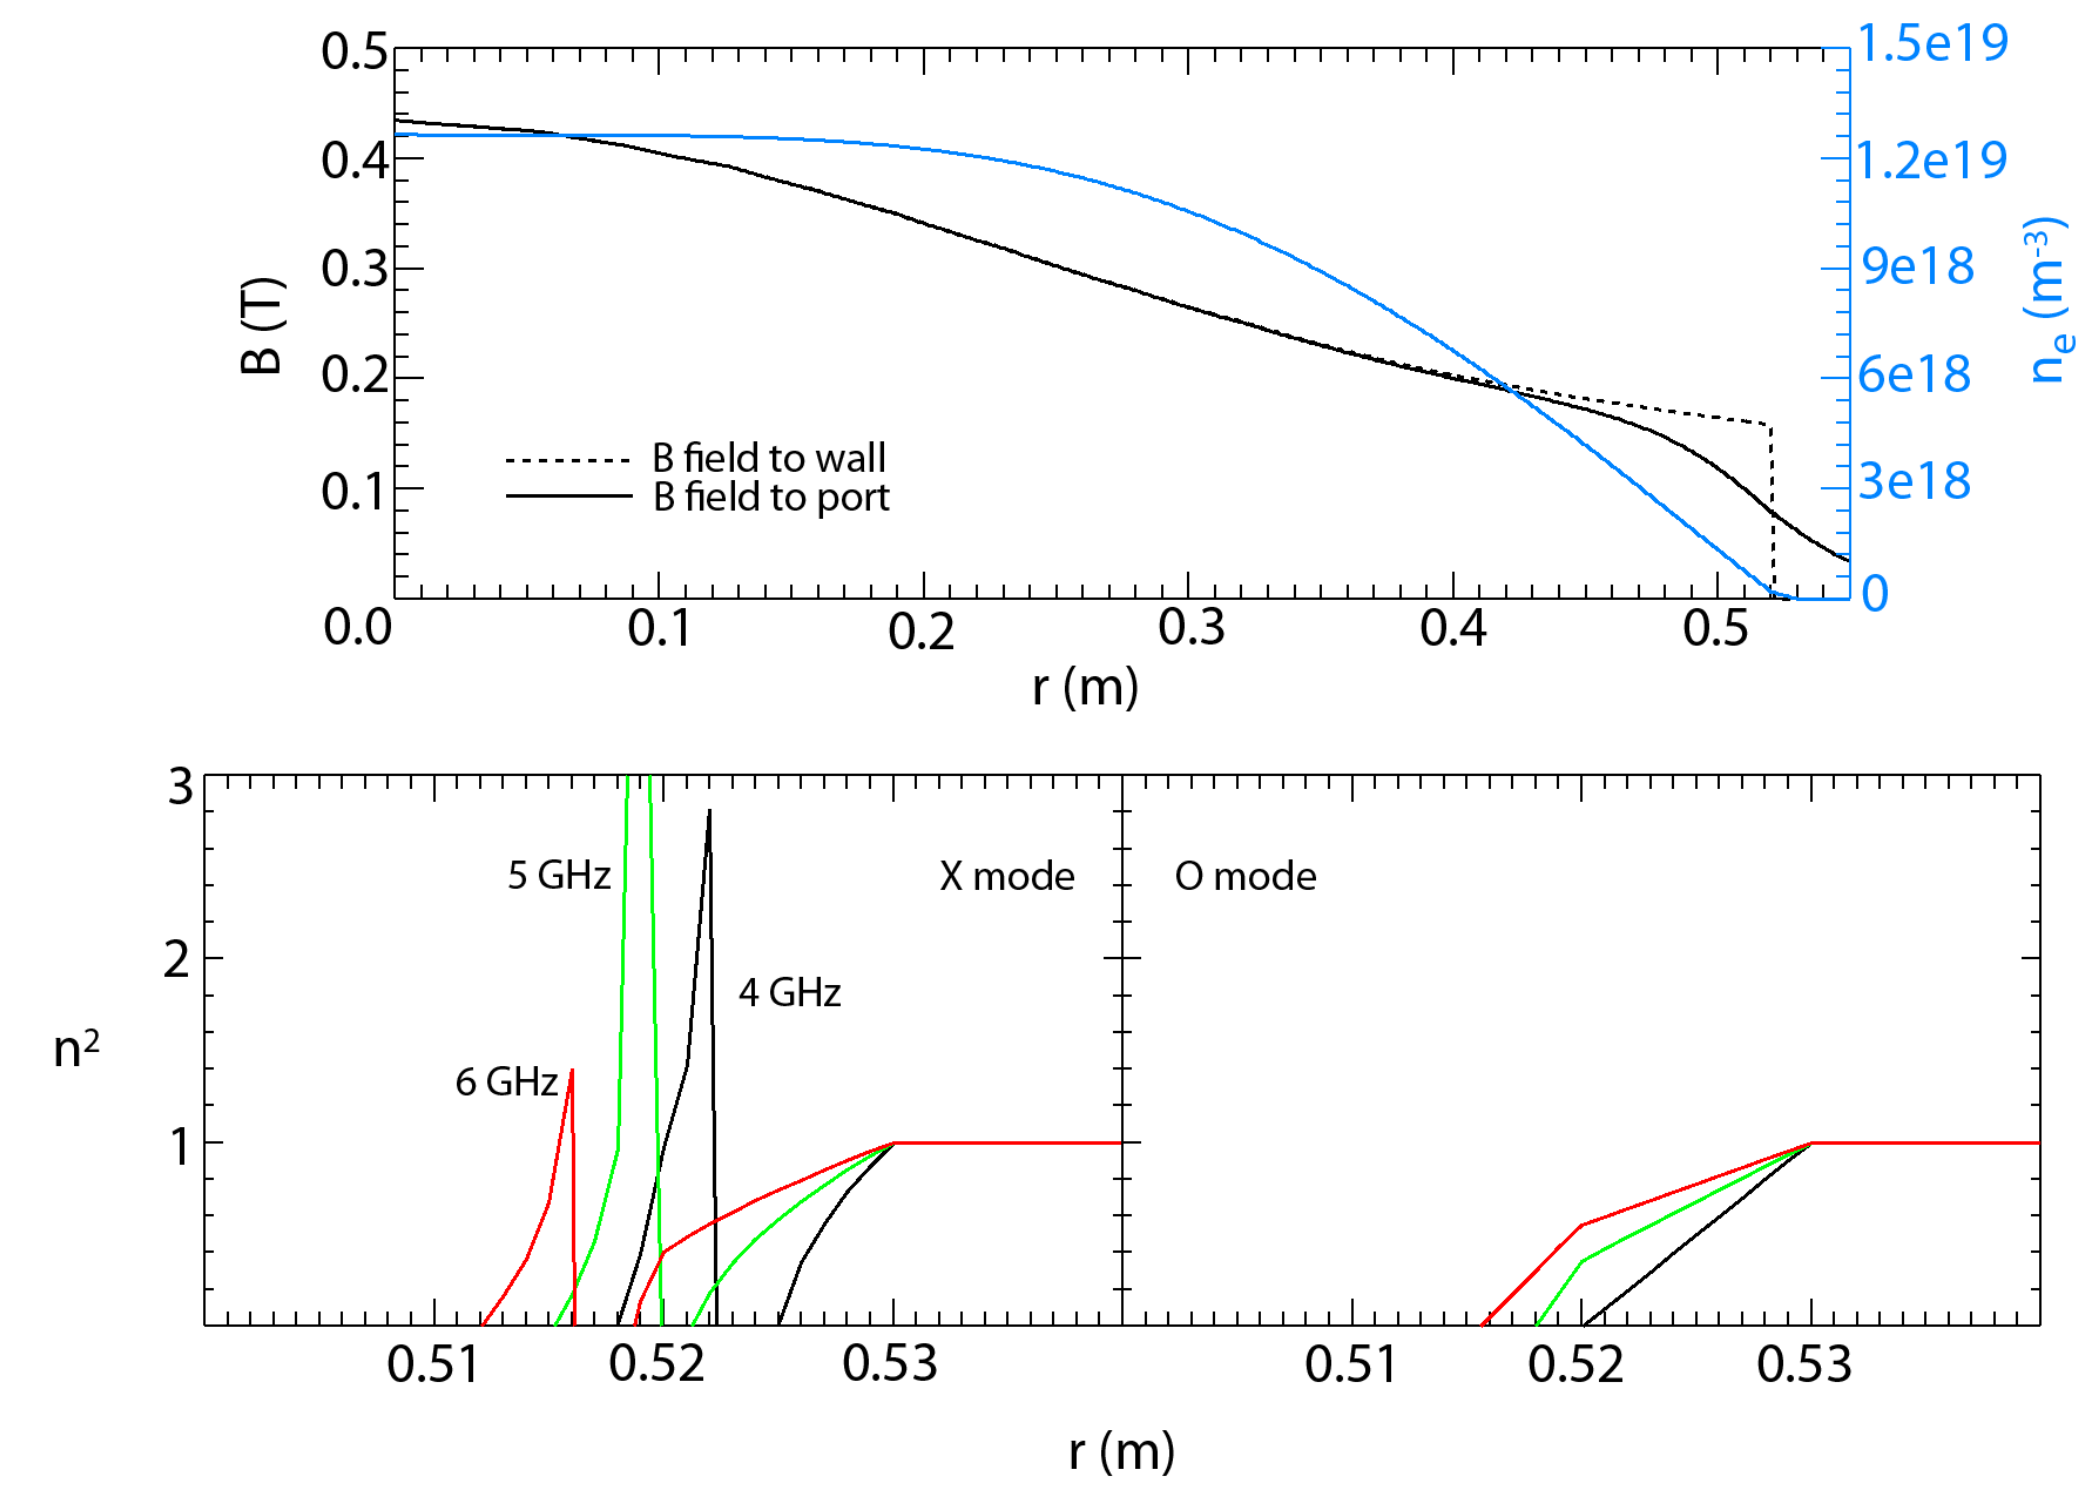 0.5
0.4
0.3
0.2
0.1
0.0
B (T)
1.5e19
1.2e19
9e18
6e18
3e18
0
nₑ (m⁻³)
B field to wall
B field to port
0.1
0.2
0.3
0.4
0.5
r (m)
3
2
1
n²
5 GHz
X mode
4 GHz
6 GHz
O mode
0.51
0.52
0.53
0.51
0.52
0.53
r (m)